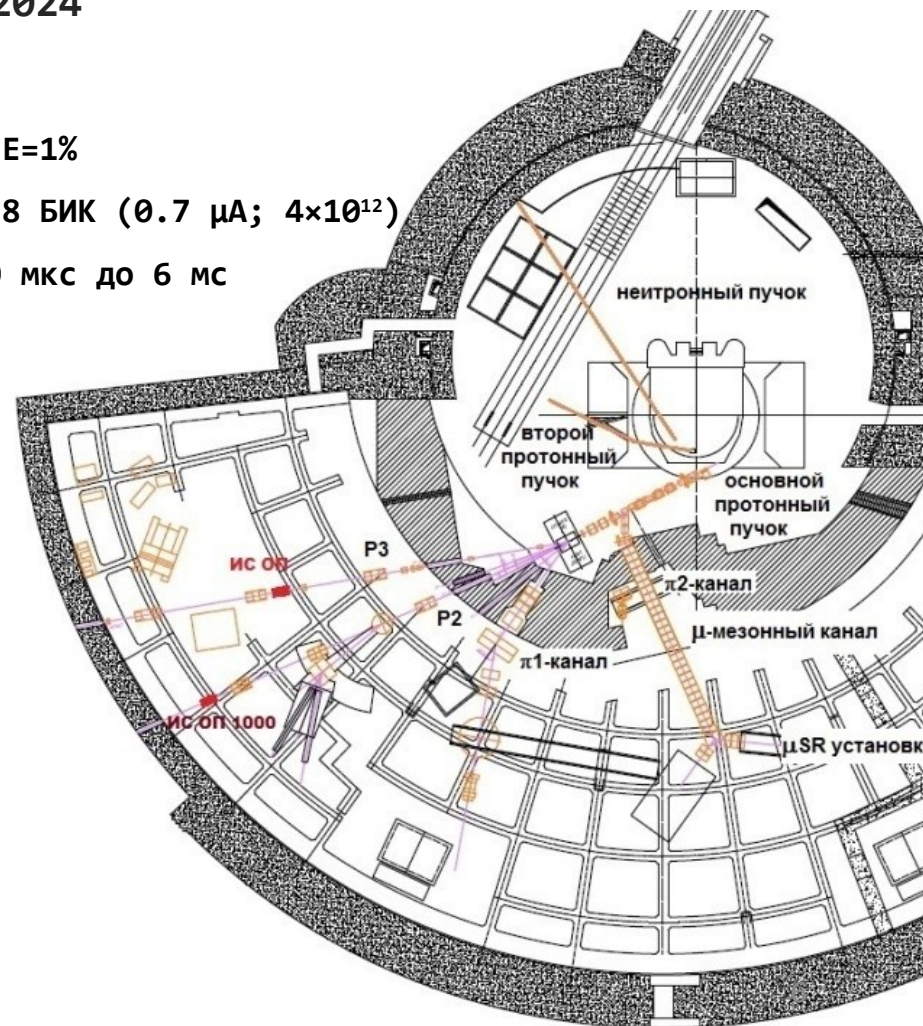 2024
E=1%
8 БИК (0.7 μA; 4×10¹²)
мкс до 6 мс
неитронный пучок
второй
протонный
пучок
основной
протонный
пучок
ИС ОП
P3
P2
π2-канал
μ-мезонный канал
π1-канал
ИС ОП 1000
μSR установк